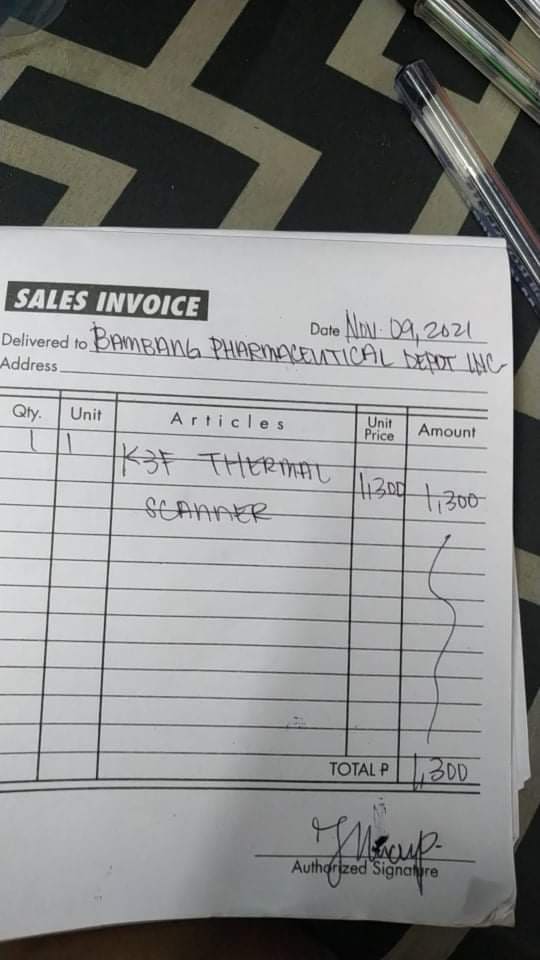 SALES INVOICE
Date Nov. 09, 2021
Delivered to BAMBANG PHARMACEUTICAL DEPOT INC
Address
Qty. Unit Articles Unit Price Amount
1 1 K3F THERMAL
SCANNER 1,300 1,300
TOTAL ₱ 1,300
Authorized Signature